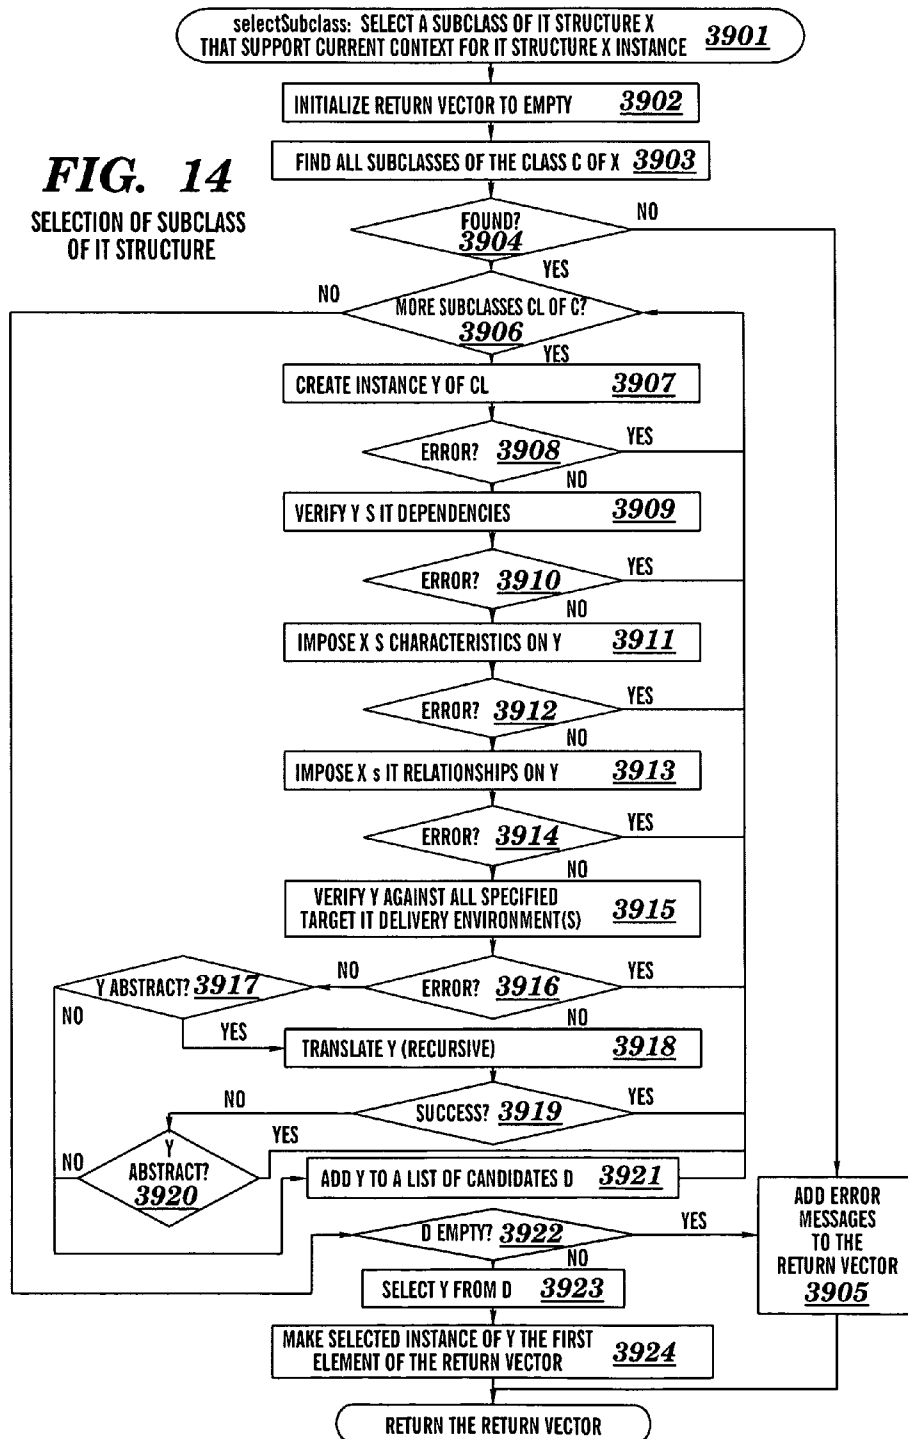 selectSubclass: SELECT A SUBCLASS OF IT STRUCTURE X
THAT SUPPORT CURRENT CONTEXT FOR IT STRUCTURE X INSTANCE 3901
INITIALIZE RETURN VECTOR TO EMPTY 3902
FIND ALL SUBCLASSES OF THE CLASS C OF X 3903
FIG. 14
SELECTION OF SUBCLASS
OF IT STRUCTURE
FOUND?
3904
NO
YES
NO
MORE SUBCLASSES CL OF C?
3906
YES
CREATE INSTANCE Y OF CL 3907
ERROR? 3908
YES
NO
VERIFY Y S IT DEPENDENCIES 3909
ERROR? 3910
YES
NO
IMPOSE X S CHARACTERISTICS ON Y 3911
ERROR? 3912
YES
NO
IMPOSE X s IT RELATIONSHIPS ON Y 3913
ERROR? 3914
YES
NO
VERIFY Y AGAINST ALL SPECIFIED
TARGET IT DELIVERY ENVIRONMENT(S) 3915
Y ABSTRACT? 3917
NO
ERROR? 3916
YES
NO
NO
YES
TRANSLATE Y (RECURSIVE) 3918
NO
SUCCESS? 3919
YES
Y
ABSTRACT?
3920
YES
NO
ADD Y TO A LIST OF CANDIDATES D 3921
D EMPTY? 3922
YES
NO
ADD ERROR
MESSAGES
TO THE
RETURN VECTOR
3905
SELECT Y FROM D 3923
MAKE SELECTED INSTANCE OF Y THE FIRST
ELEMENT OF THE RETURN VECTOR 3924
RETURN THE RETURN VECTOR